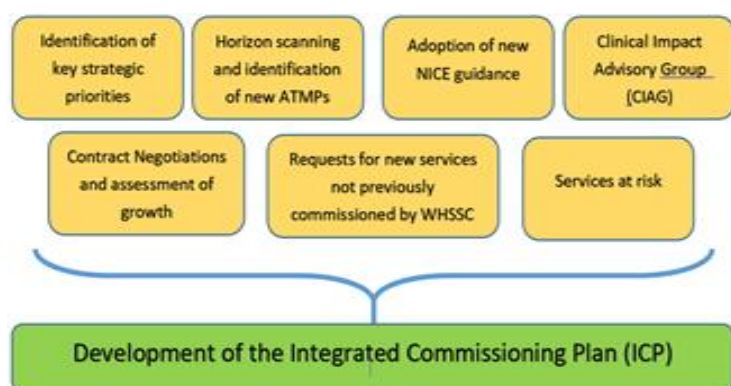 Identification of
key strategic
priorities
Horizon scanning
and identification
of new ATMPs
Adoption of new
NICE guidance
Clinical Impact
Advisory Group
(CIAG)
Contract Negotiations
and assessment of
growth
Requests for new services
not previously
commissioned by WHSSC
Services at risk
Development of the Integrated Commissioning Plan (ICP)